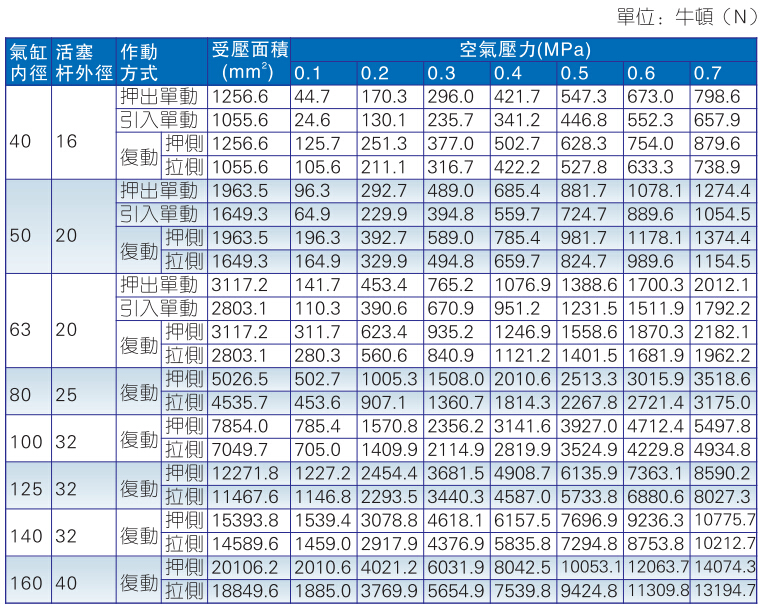 單位：牛頓（N）
氣缸內徑 活塞杆外徑 作動方式 受壓面積(mm²) 空氣壓力(MPa)
0.1 0.2 0.3 0.4 0.5 0.6 0.7
40 16 押出單動 1256.6 44.7 170.3 296.0 421.7 547.3 673.0 798.6
引入單動 1055.6 24.6 130.1 235.7 341.2 446.8 552.3 657.9
復動 押側 1256.6 125.7 251.3 377.0 502.7 628.3 754.0 879.6
拉側 1055.6 105.6 211.1 316.7 422.2 527.8 633.3 738.9
50 20 押出單動 1963.5 96.3 292.7 489.0 685.4 881.7 1078.1 1274.4
引入單動 1649.3 64.9 229.9 394.8 559.7 724.7 889.6 1054.5
復動 押側 1963.5 196.3 392.7 589.0 785.4 981.7 1178.1 1374.4
拉側 1649.3 164.9 329.9 494.8 659.7 824.7 989.6 1154.5
63 20 押出單動 3117.2 141.7 453.4 765.2 1076.9 1388.6 1700.3 2012.1
引入單動 2803.1 110.3 390.6 670.9 951.2 1231.5 1511.9 1792.2
復動 押側 3117.2 311.7 623.4 935.2 1246.9 1558.6 1870.3 2182.1
拉側 2803.1 280.3 560.6 840.9 1121.2 1401.5 1681.9 1962.2
80 25 復動 押側 5026.5 502.7 1005.3 1508.0 2010.6 2513.3 3015.9 3518.6
拉側 4535.7 453.6 907.1 1360.7 1814.3 2267.8 2721.4 3175.0
100 32 復動 押側 7854.0 785.4 1570.8 2356.2 3141.6 3927.0 4712.4 5497.8
拉側 7049.7 705.0 1409.9 2114.9 2819.9 3524.9 4229.8 4934.8
125 32 復動 押側 12271.8 1227.2 2454.4 3681.5 4908.7 6135.9 7363.1 8590.2
拉側 11467.6 1146.8 2293.5 3440.3 4587.0 5733.8 6880.6 8027.3
140 32 復動 押側 15393.8 1539.4 3078.8 4618.1 6157.5 7696.9 9236.3 10775.7
拉側 14589.6 1459.0 2917.9 4376.9 5835.8 7294.8 8753.8 10212.7
160 40 復動 押側 20106.2 2010.6 4021.2 6031.9 8042.5 10053.1 12063.7 14074.3
拉側 18849.6 1885.0 3769.9 5654.9 7539.8 9424.8 11309.8 13194.7